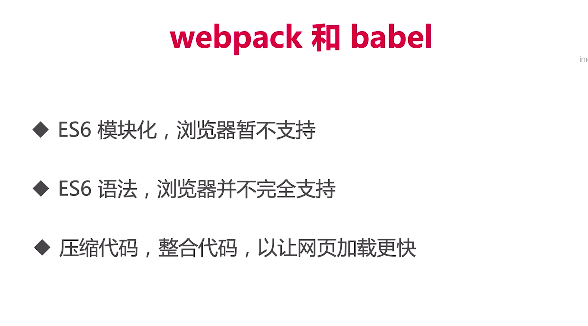 webpack 和 babel
◆ ES6 模块化，浏览器暂不支持
◆ ES6 语法，浏览器并不完全支持
◆ 压缩代码，整合代码，以让网页加载更快